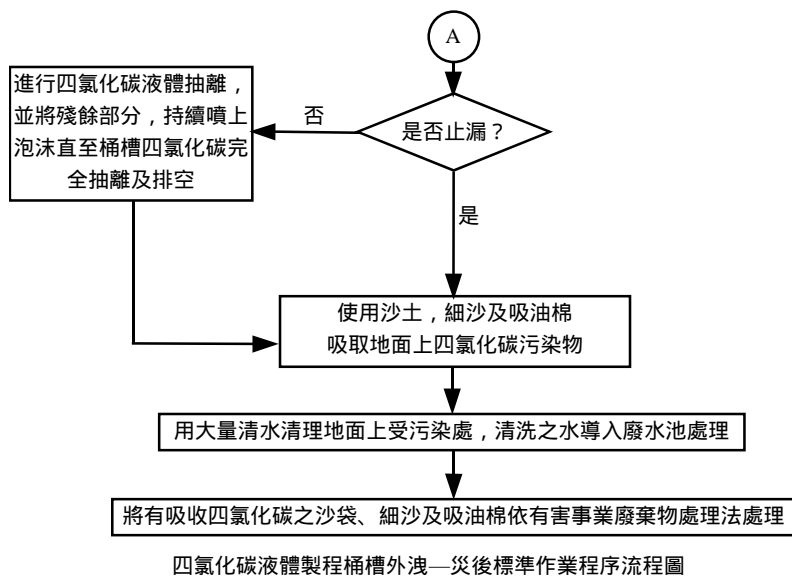 A
進行四氯化碳液體抽離，
並將殘餘部分，持續噴上
泡沫直至桶槽四氯化碳完
全抽離及排空
否
是否止漏？
是
使用沙土，細沙及吸油棉
吸取地面上四氯化碳污染物
用大量清水清理地面上受污染處，清洗之水導入廢水池處理
將有吸收四氯化碳之沙袋、細沙及吸油棉依有害事業廢棄物處理法處理
四氯化碳液體製程桶槽外洩—災後標準作業程序流程圖